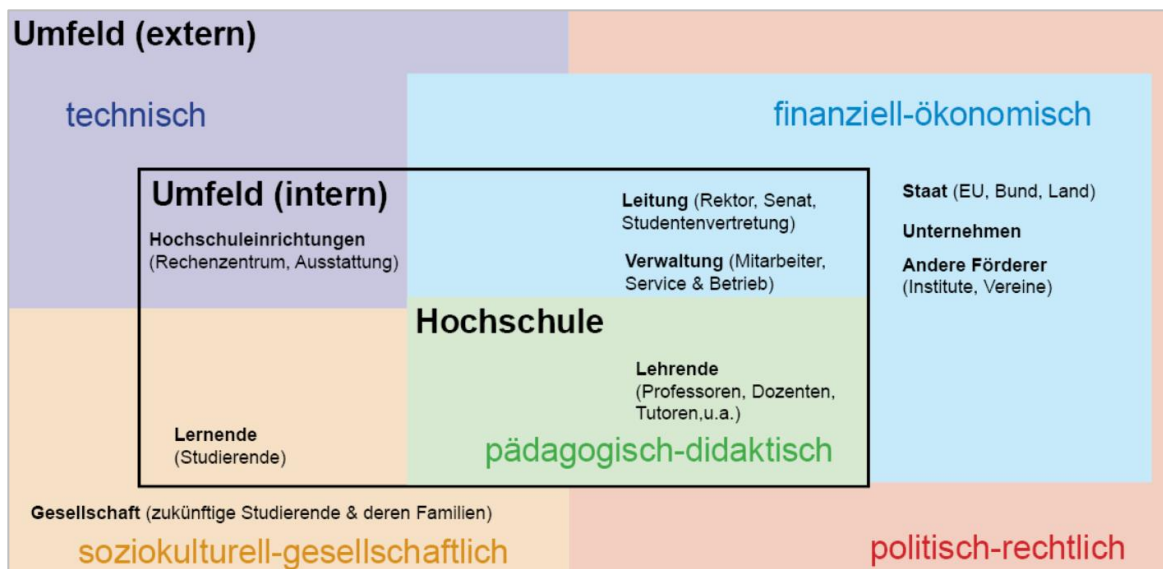 Umfeld (extern)
technisch
finanziell-ökonomisch
Umfeld (intern)
Hochschuleinrichtungen
(Rechenzentrum, Ausstattung)
Leitung (Rektor, Senat,
Studentenvertretung)
Verwaltung (Mitarbeiter,
Service & Betrieb)
Staat (EU, Bund, Land)
Unternehmen
Andere Förderer
(Institute, Vereine)
Hochschule
Lehrende
(Professoren, Dozenten,
Tutoren,u.a.)
pädagogisch-didaktisch
Lernende
(Studierende)
Gesellschaft (zukünftige Studierende & deren Familien)
soziokulturell-gesellschaftlich
politisch-rechtlich